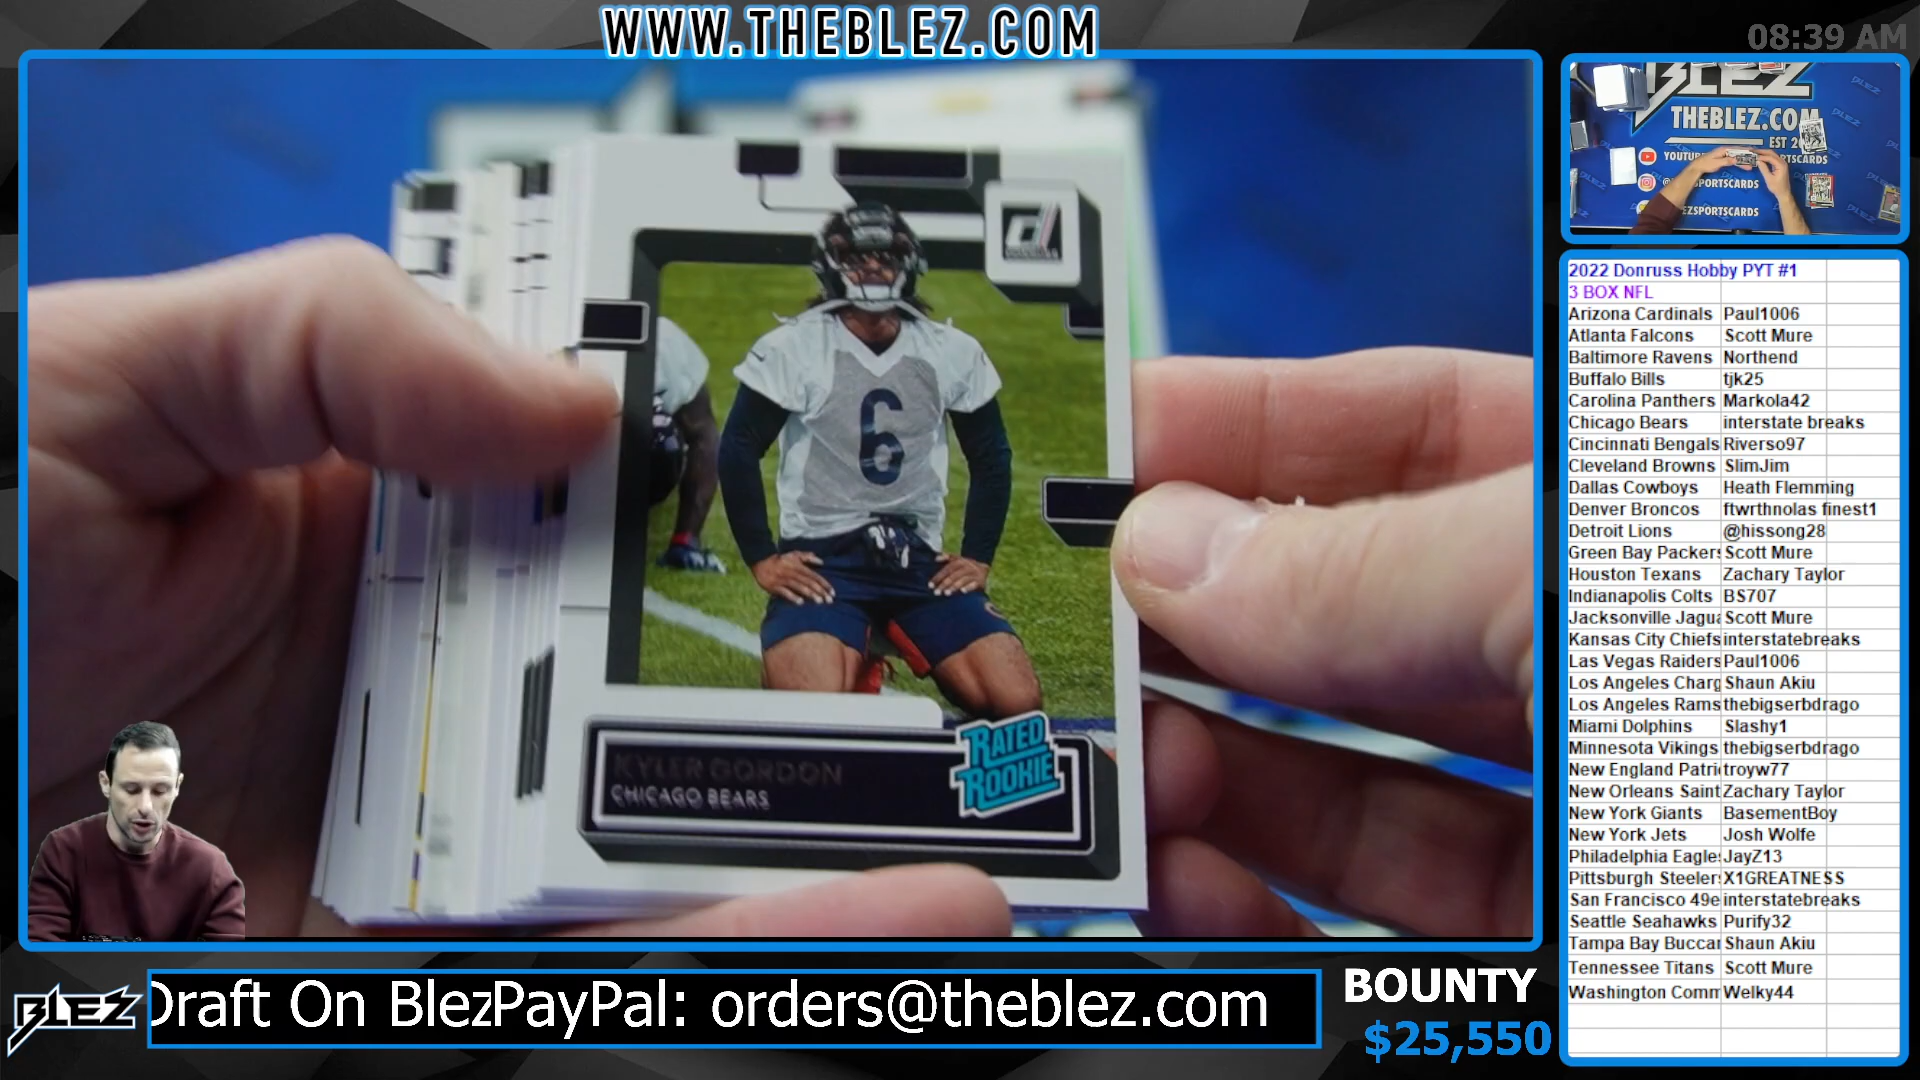 WWW.THEBLEZ.COM
08:39 AM
BLEZ
THEBLEZ.COM
6
KYLER GORDON
CHICAGO BEARS
RATED
ROOKIE
2022 Donruss Hobby PYT #1
3 BOX NFL
Arizona Cardinals Paul1006
Atlanta Falcons Scott Mure
Baltimore Ravens Northend
Buffalo Bills tjk25
Carolina Panthers Markola42
Chicago Bears interstate breaks
Cincinnati Bengals Riverso97
Cleveland Browns SlimJim
Dallas Cowboys Heath Flemming
Denver Broncos ftwrthnolas finest1
Detroit Lions @hissong28
Green Bay Packers Scott Mure
Houston Texans Zachary Taylor
Indianapolis Colts BS707
Jacksonville Jagua Scott Mure
Kansas City Chiefs interstatebreaks
Las Vegas Raiders Paul1006
Los Angeles Charg Shaun Akiu
Los Angeles Rams thebigserbdrago
Miami Dolphins Slashy1
Minnesota Vikings thebigserbdrago
New England Patri troyw77
New Orleans Saint Zachary Taylor
New York Giants BasementBoy
New York Jets Josh Wolfe
Philadelphia Eagle JayZ13
Pittsburgh Steeler X1GREATNESS
San Francisco 49e interstatebreaks
Seattle Seahawks Purify32
Tampa Bay Buccan Shaun Akiu
Tennessee Titans Scott Mure
Washington Comm Welky44
BLEZ
Draft On BlezPayPal: orders@theblez.com
BOUNTY
$25,550